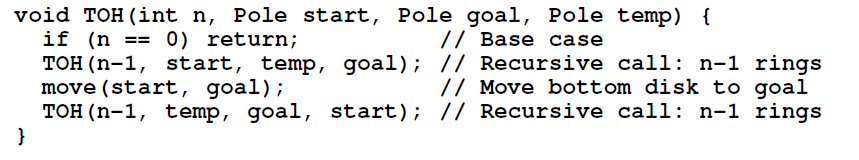 void TOH(int n, Pole start, Pole goal, Pole temp) {
  if (n == 0) return;          // Base case
  TOH(n-1, start, temp, goal); // Recursive call: n-1 rings
  move(start, goal);           // Move bottom disk to goal
  TOH(n-1, temp, goal, start); // Recursive call: n-1 rings
}